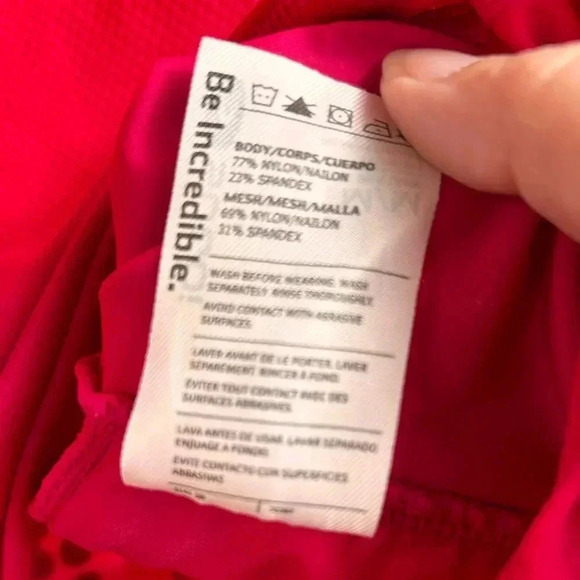 Be Incredible.
BODY/CORPS/CUERPO
77% NYLON/NAILON
23% SPANDEX
MESH/MESH/MALLA
69% NYLON/NAILON
31% SPANDEX
WASH BEFORE WEARING. WASH
SEPARATELY. RINSE THOROUGHLY.
AVOID CONTACT WITH ABRASIVE
SURFACES.
LAVER AVANT DE LE PORTER. LAVER
SEPAREMENT. RINCER A FOND.
EVITER TOUT CONTACT AVEC DES
SURFACES ABRASIVES.
LAVA ANTES DE USAR. LAVAR SEPARADO.
ENJUAGE A FONDO.
EVITE CONTACTO CON SUPERFICIES
ABRASIVAS